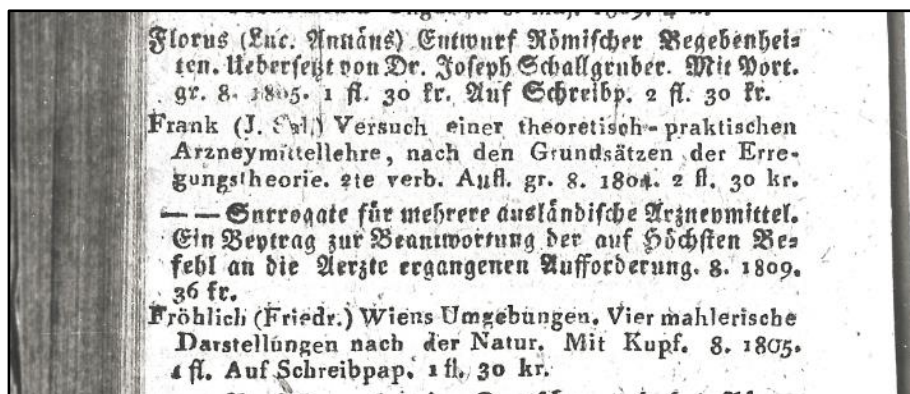 Florus (Luc. Annäus) Entwurf Römischer Begebenhei-
ten. Uebersetzt von Dr. Joseph Schallgruber. Mit Port.
gr. 8. 1805. 1 fl. 30 kr. Auf Schreibp. 2 fl. 30 kr.
Frank (J. Sal.) Versuch einer theoretisch-praktischen
Arzneymittellehre, nach den Grundsätzen der Erre-
gungstheorie. 2te verb. Aufl. gr. 8. 1804. 2 fl. 30 kr.
— — Surrogate für mehrere ausländische Arzneymittel.
Ein Beytrag zur Beantwortung der auf Höchsten Be-
fehl an die Aerzte ergangenen Aufforderung. 8. 1809.
36 kr.
Fröhlich (Friedr.) Wiens Umgebungen. Vier mahlerische
Darstellungen nach der Natur. Mit Kupf. 8. 1805.
1 fl. Auf Schreibpap. 1 fl. 30 kr.